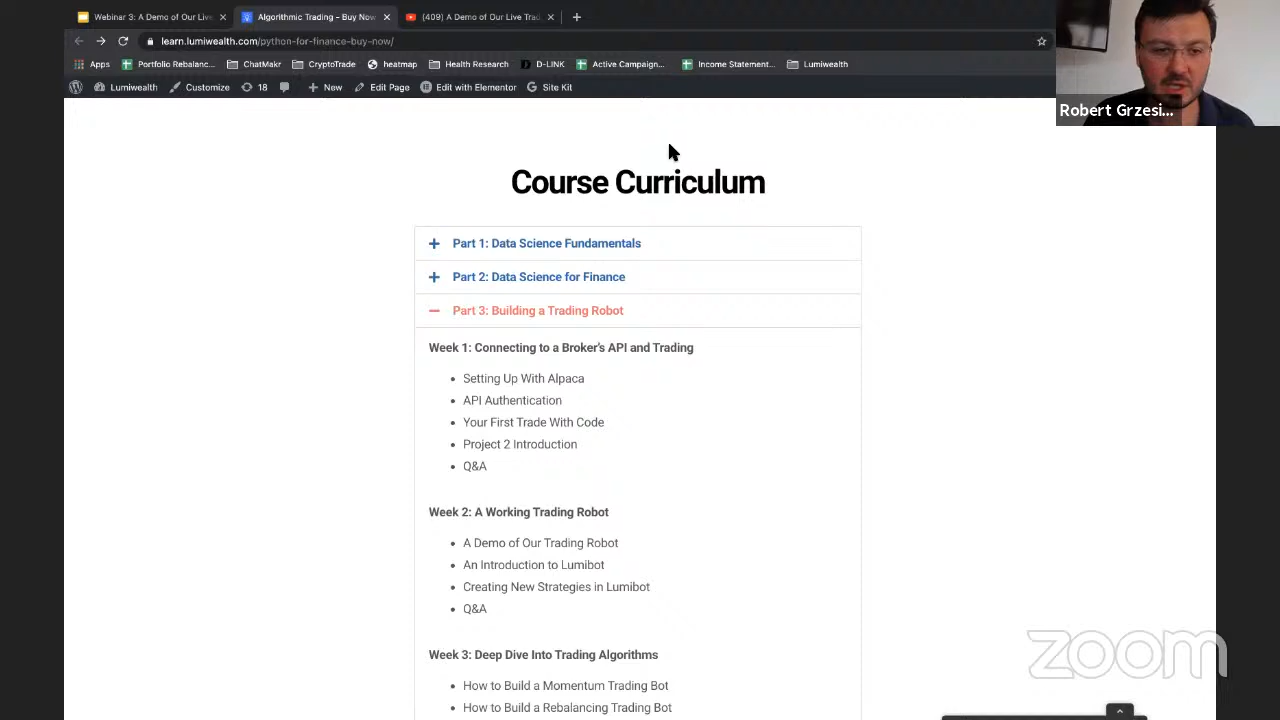 Webinar 3: A Demo of Our Live
Algorithmic Trading – Buy Now
(409) A Demo of Our Live Trad
learn.lumiwealth.com/python-for-finance-buy-now/
Apps
Portfolio Rebalanc...
ChatMakr
CryptoTrade
heatmap
Health Research
D-LINK
Active Campaign...
Income Statement...
Lumiwealth
Lumiwealth
Customize
18
New
Edit Page
Edit with Elementor
Site Kit
Robert Grzesi...
Course Curriculum
Part 1: Data Science Fundamentals
Part 2: Data Science for Finance
Part 3: Building a Trading Robot
Week 1: Connecting to a Broker's API and Trading
Setting Up With Alpaca
API Authentication
Your First Trade With Code
Project 2 Introduction
Q&A
Week 2: A Working Trading Robot
A Demo of Our Trading Robot
An Introduction to Lumibot
Creating New Strategies in Lumibot
Q&A
Week 3: Deep Dive Into Trading Algorithms
How to Build a Momentum Trading Bot
How to Build a Rebalancing Trading Bot
zoom